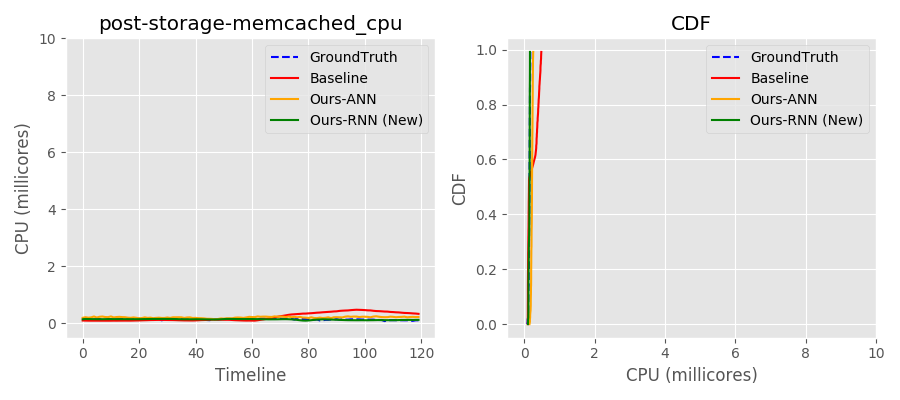 post-storage-memcached_cpu
CPU (millicores)
10
8
6
4
2
0
0
20
40
60
80
100
120
Timeline
GroundTruth
Baseline
Ours-ANN
Ours-RNN (New)
CDF
CDF
1.0
0.8
0.6
0.4
0.2
0.0
0
2
4
6
8
10
CPU (millicores)
GroundTruth
Baseline
Ours-ANN
Ours-RNN (New)